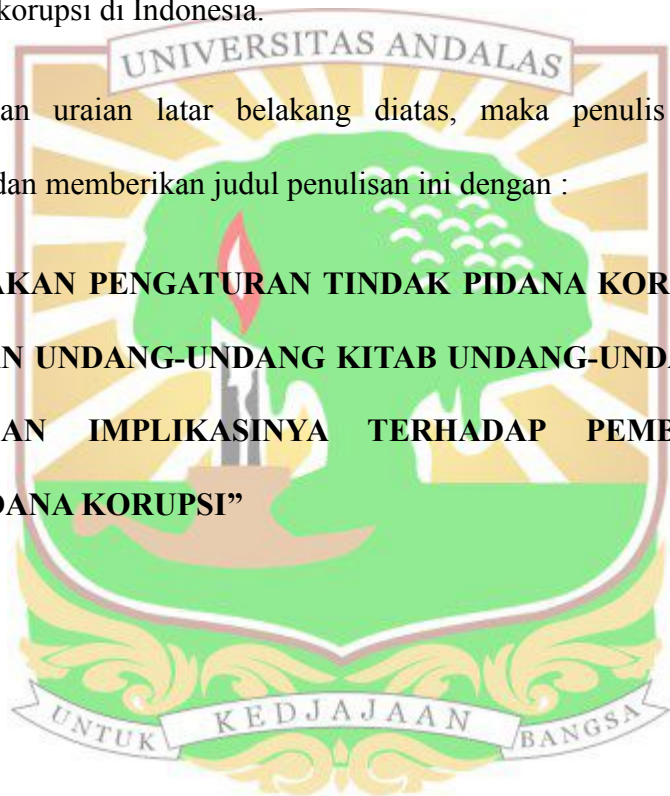 korupsi di Indonesia.
UNIVERSITAS ANDALAS
an uraian latar belakang diatas, maka penulis
dan memberikan judul penulisan ini dengan :
AKAN PENGATURAN TINDAK PIDANA KOR
AN UNDANG-UNDANG KITAB UNDANG-UNDA
AN IMPLIKASINYA TERHADAP PEMB
DANA KORUPSI”
UNTUK KEDJAJAAN BANGSA